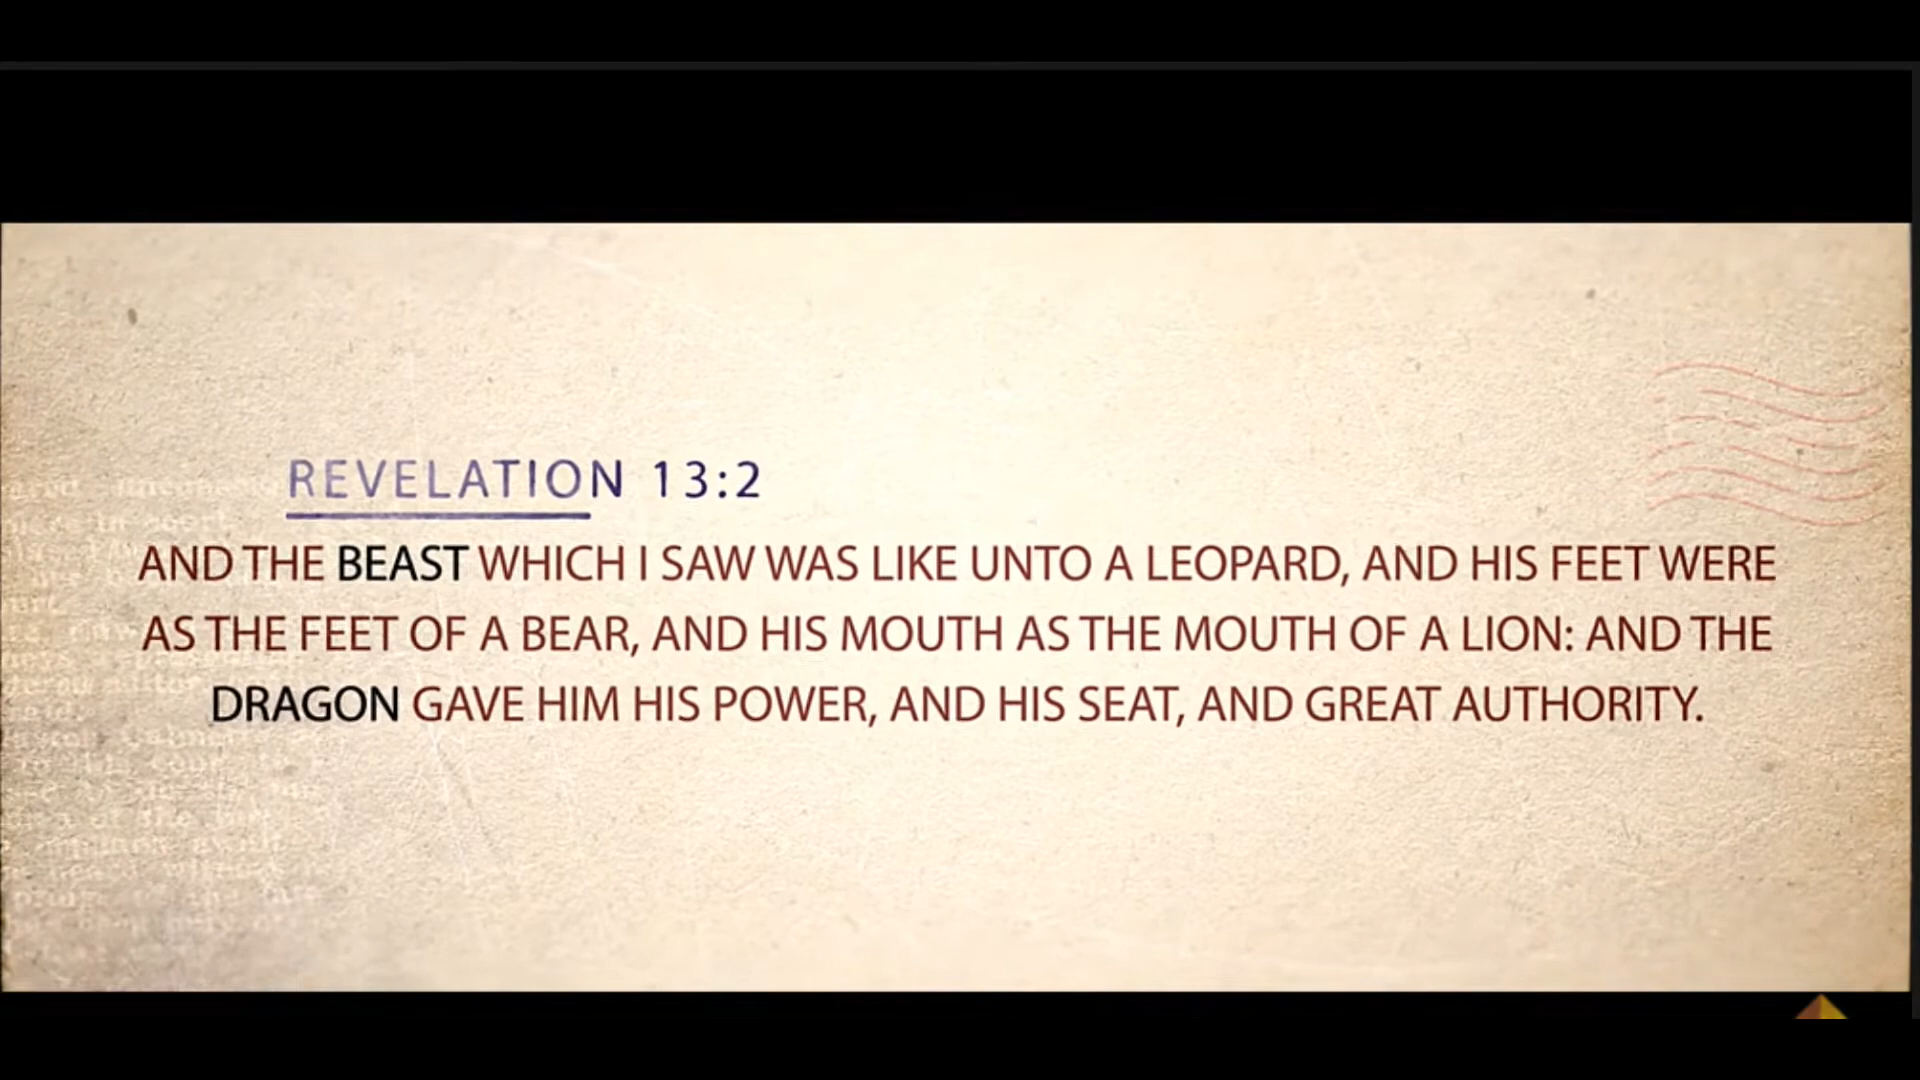 REVELATION 13:2
AND THE BEAST WHICH I SAW WAS LIKE UNTO A LEOPARD, AND HIS FEET WERE
AS THE FEET OF A BEAR, AND HIS MOUTH AS THE MOUTH OF A LION: AND THE
DRAGON GAVE HIM HIS POWER, AND HIS SEAT, AND GREAT AUTHORITY.